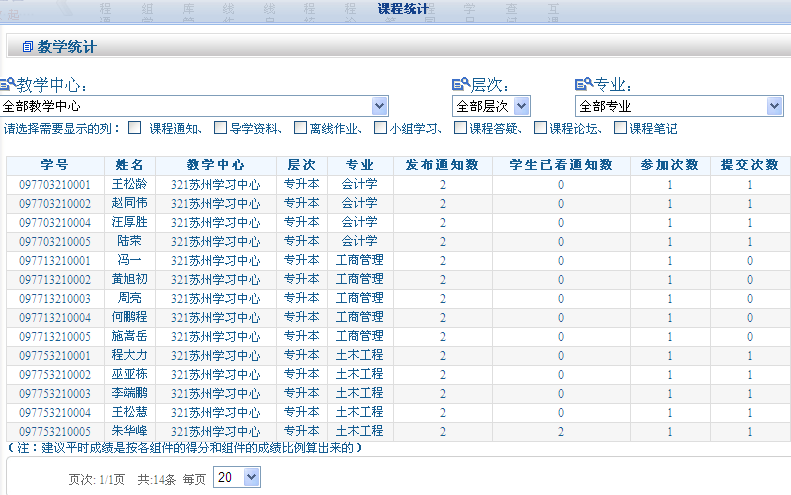 课程统计
教学统计
教学中心： 层次： 专业：
全部教学中心 全部层次 全部专业
请选择需要显示的列： 课程通知、 导学资料、 离线作业、 小组学习、 课程答疑、 课程论坛、 课程笔记
学号 姓名 教学中心 层次 专业 发布通知数 学生已看通知数 参加次数 提交次数
097703210001 王松龄 321苏州学习中心 专升本 会计学 2 0 1 1
097703210002 赵同伟 321苏州学习中心 专升本 会计学 2 0 1 1
097703210004 汪厚胜 321苏州学习中心 专升本 会计学 2 0 1 1
097703210005 陆荣 321苏州学习中心 专升本 会计学 2 0 1 1
097713210001 冯一 321苏州学习中心 专升本 工商管理 2 0 1 0
097713210002 黄旭初 321苏州学习中心 专升本 工商管理 2 0 1 0
097713210003 周亮 321苏州学习中心 专升本 工商管理 2 0 1 0
097713210004 何鹏程 321苏州学习中心 专升本 工商管理 2 0 1 0
097713210005 施嵩岳 321苏州学习中心 专升本 工商管理 2 0 1 0
097753210001 程大力 321苏州学习中心 专升本 土木工程 2 0 1 1
097753210002 巫亚栋 321苏州学习中心 专升本 土木工程 2 0 1 1
097753210003 李端鹏 321苏州学习中心 专升本 土木工程 2 0 1 1
097753210004 王松慧 321苏州学习中心 专升本 土木工程 2 0 1 1
097753210005 朱华峰 321苏州学习中心 专升本 土木工程 2 2 1 1
（注：建议平时成绩是按各组件的得分和组件的成绩比例算出来的）
页次: 1/1页 共:14条 每页 20